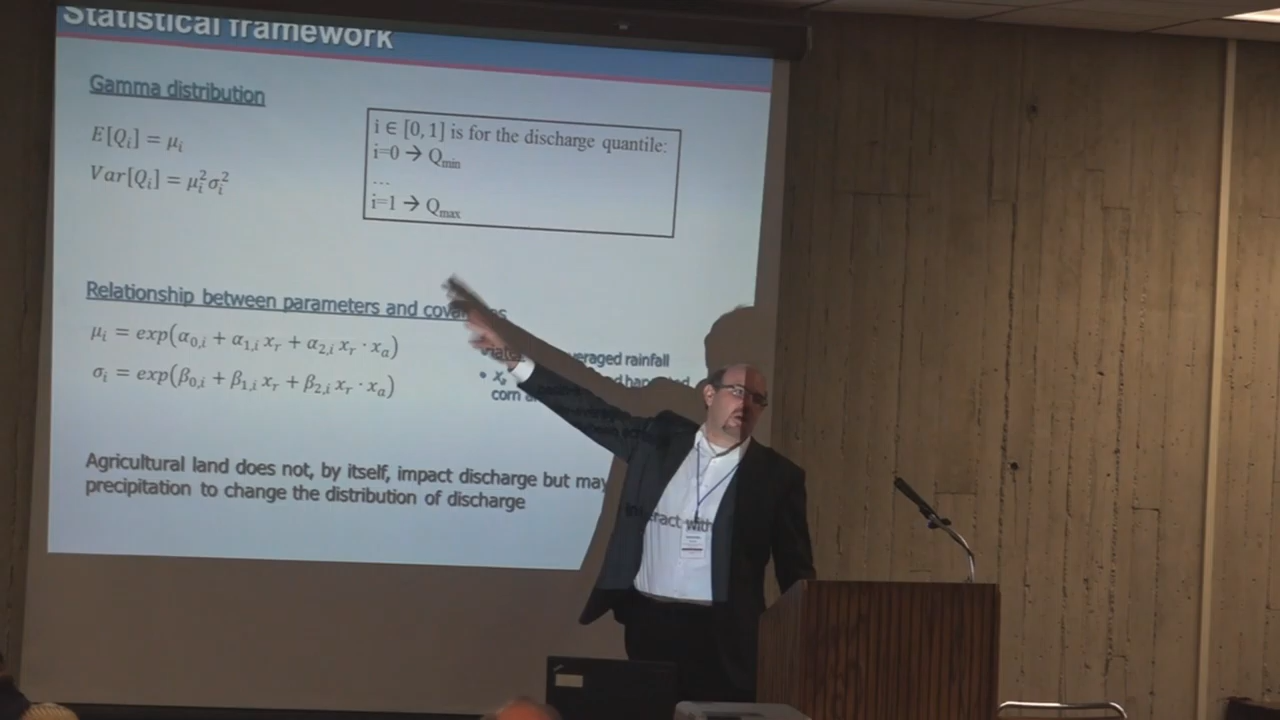 Statistical framework
Gamma distribution
E[Qᵢ] = μᵢ
Var[Qᵢ] = μᵢ²σᵢ²
i ∈ [0, 1] is for the discharge quantile:
i=0 → Qmin
...
i=1 → Qmax
Relationship between parameters and
μᵢ = exp(α₀,ᵢ + α₁,ᵢ xᵣ + α₂,ᵢ xᵣ · xₐ)
σᵢ = exp(β₀,ᵢ + β₁,ᵢ xᵣ + β₂,ᵢ xᵣ · xₐ)
rainfall
• xₐ
corn
Agricultural land does not, by itself, impact discharge but may interact with
precipitation to change the distribution of discharge